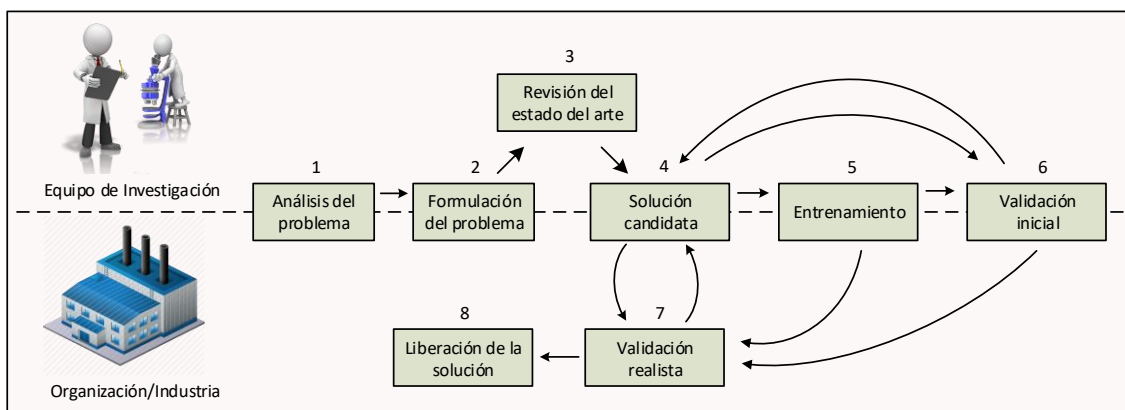 3
Revisión del
estado del arte
Equipo de Investigación
1
Análisis del
problema
2
Formulación
del problema
4
Solución
candidata
5
Entrenamiento
6
Validación
inicial
8
Liberación de la
solución
7
Validación
realista
Organización/Industria